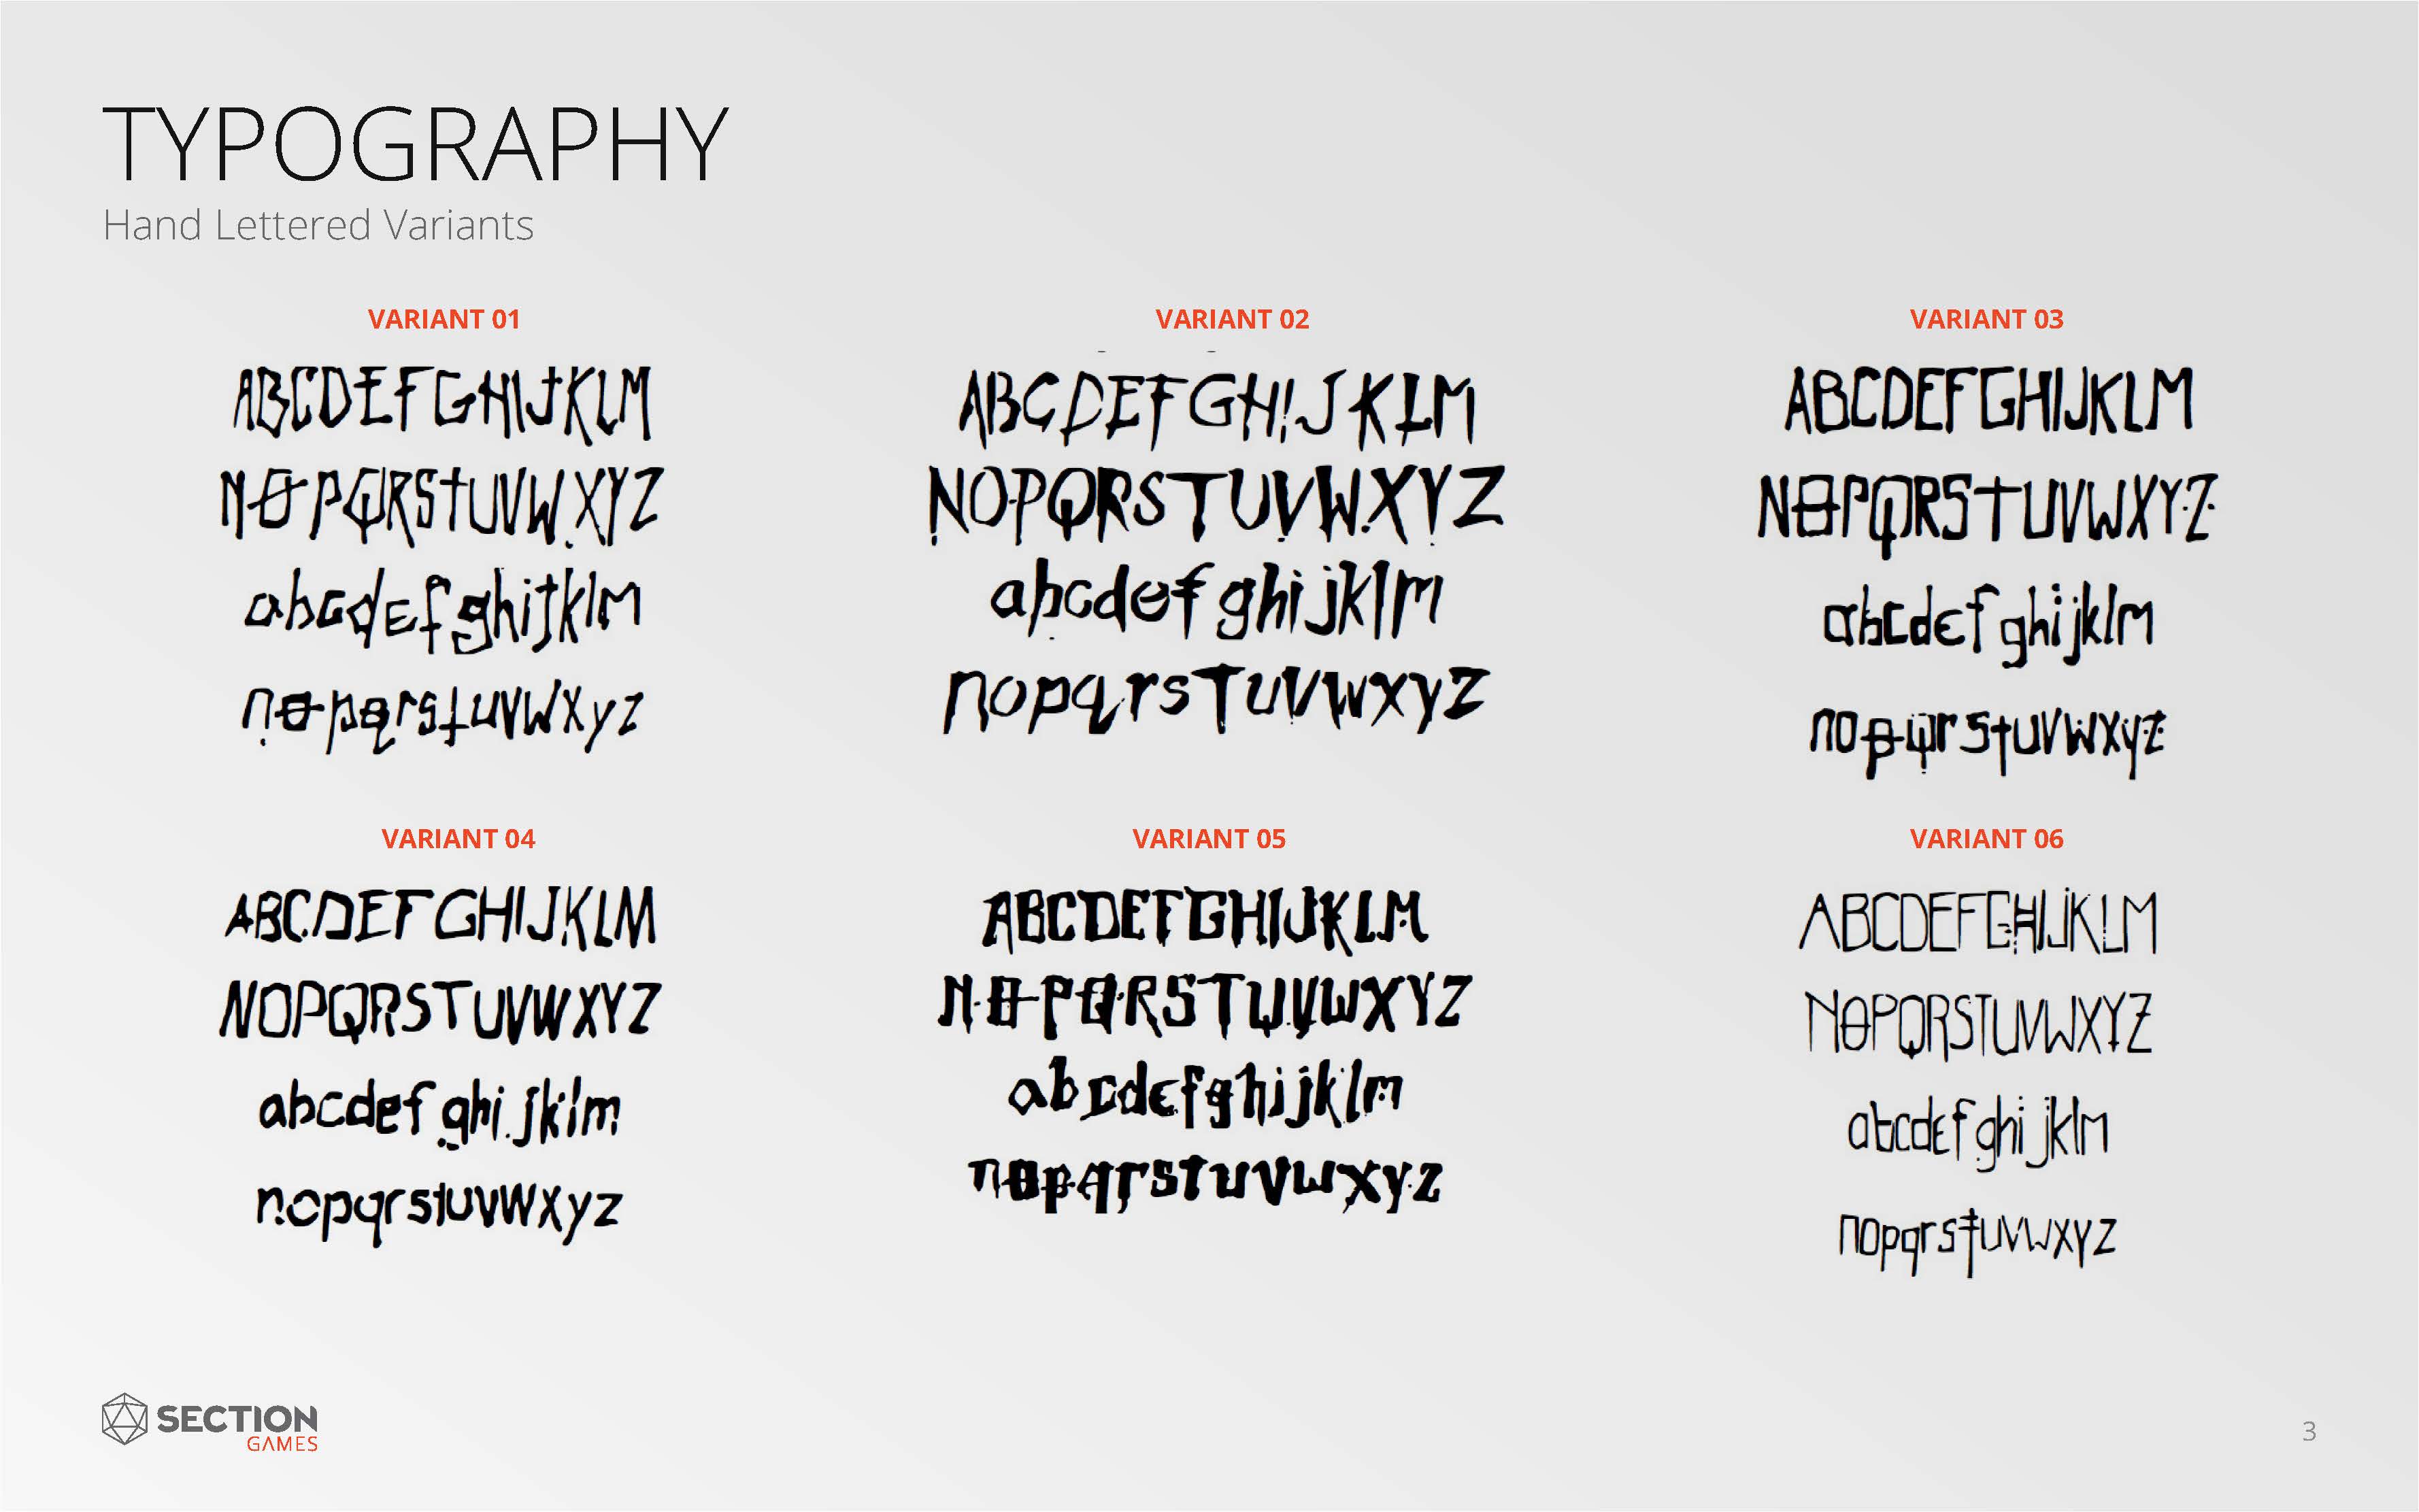 TYPOGRAPHY
Hand Lettered Variants
VARIANT 01
ABCDEFGHIJKLM
NOPQRSTUVWXYZ
abcdefghijklm
nopqrstuvwxyz
VARIANT 02
ABCDEFGHIJKLM
NOPQRSTUVWXYZ
abcdefghijklm
nopqrstuvwxyz
VARIANT 03
ABCDEFGHIJKLM
NOPQRSTUVWXYZ
abcdefghijklm
nopqrstuvwxyz
VARIANT 04
ABCDEFGHIJKLM
NOPQRSTUVWXYZ
abcdefghijklm
nopqrstuvwxyz
VARIANT 05
ABCDEFGHIJKLM
NOPQRSTUVWXYZ
abcdefghijklm
nopqrstuvwxyz
VARIANT 06
ABCDEFGHIJKLM
NOPQRSTUVWXYZ
abcdefghijklm
nopqrstuvwxyz
SECTION
GAMES
3